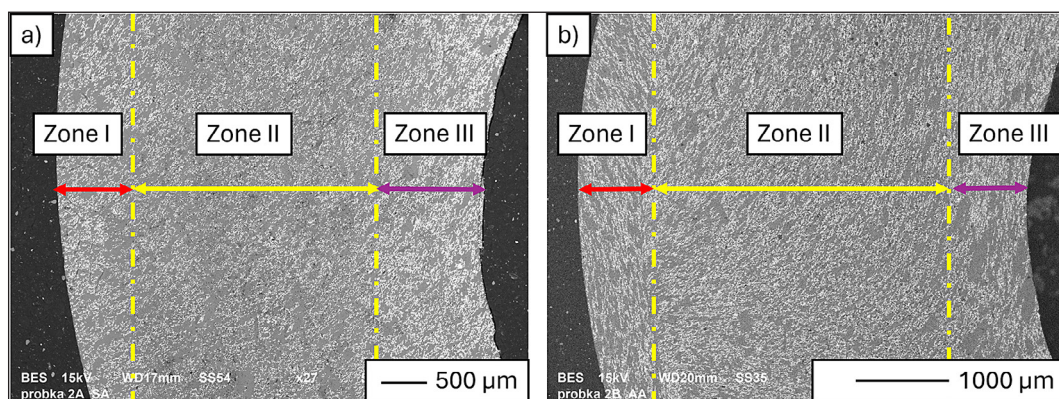 a)
Zone I
Zone II
Zone III
BES 15kV WD17mm SS54 x27
probka 2A SA
500 µm
b)
Zone I
Zone II
Zone III
BES 15kV WD20mm SS35
probka 2B AA
1000 µm